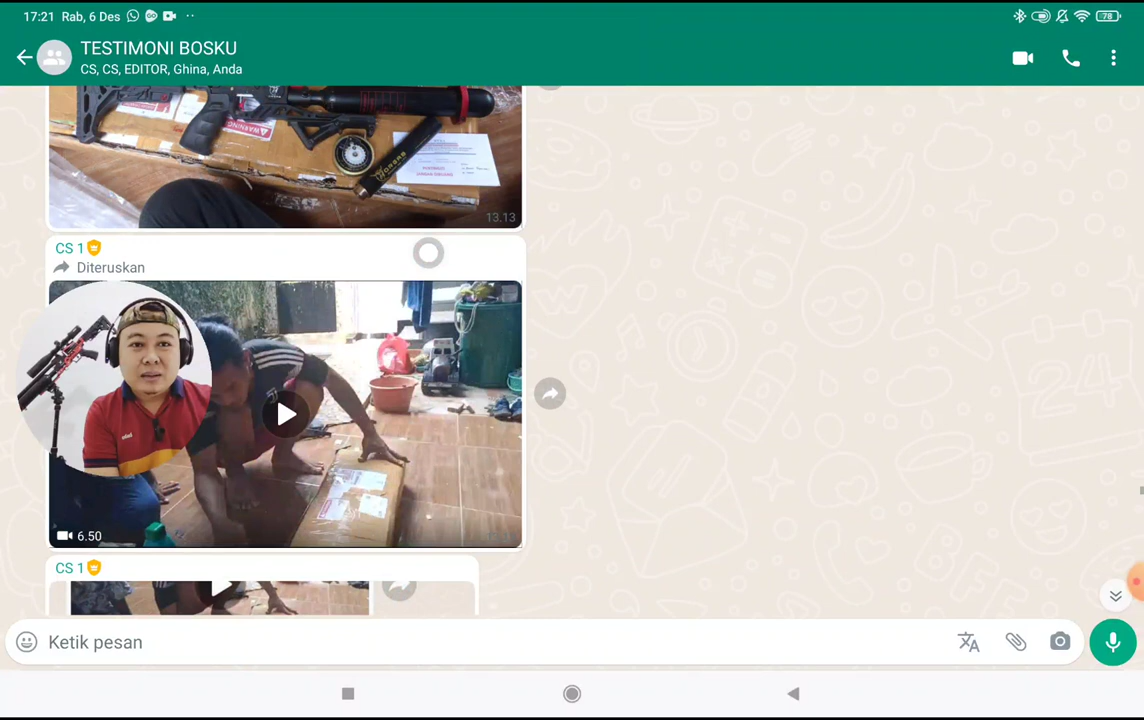 17:21 Rab, 6 Des
78
TESTIMONI BOSKU
CS, CS, EDITOR, Ghina, Anda
WARNING
13.13
CS 1
Diteruskan
6.50
CS 1
Ketik pesan